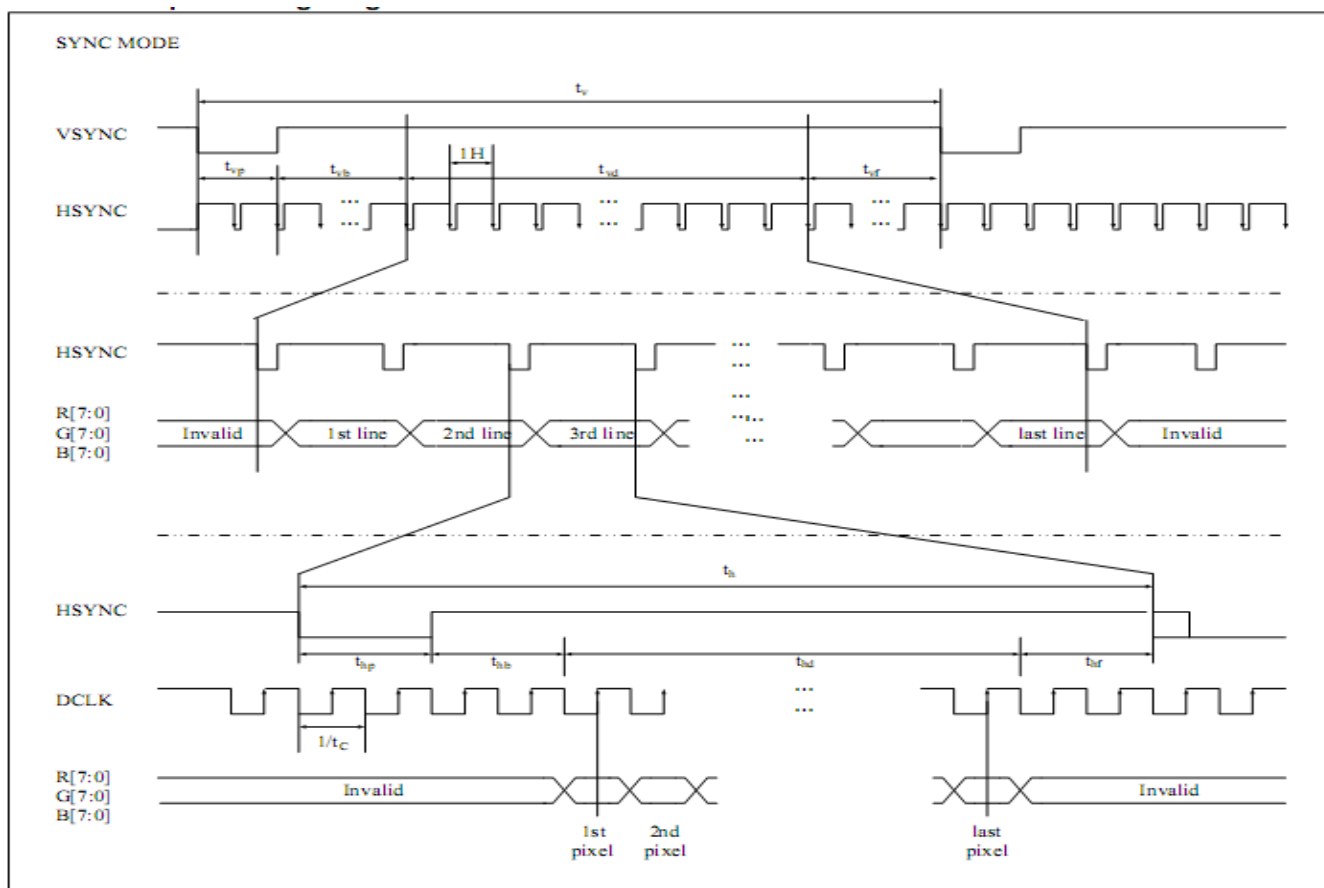 SYNC MODE
tv
VSYNC
1H
tvp tvb tvd tvf
HSYNC
... ... ...
... ... ...
HSYNC
...
...
...
......
...
R[7:0]
G[7:0]
B[7:0]
Invalid 1st line 2nd line 3rd line last line Invalid
th
HSYNC
thp thb thd thf
DCLK
...
...
1/tC
R[7:0]
G[7:0]
B[7:0]
Invalid Invalid
1st pixel
2nd pixel
last pixel